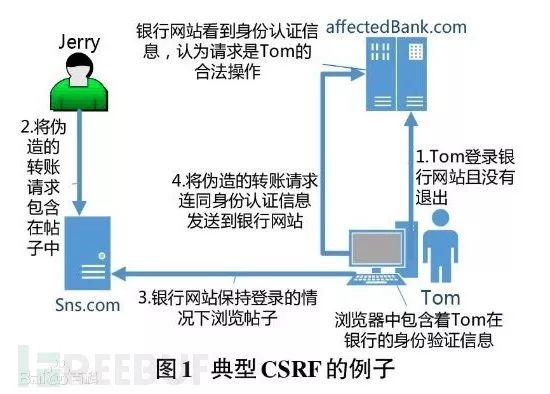 Jerry
银行网站看到身份认证信
息，认为请求是Tom的
合法操作
affectedBank.com
2.将伪
造的
转账
请求
包含
在帖
子中
4.将伪造的转账请求
连同身份认证信息
发送到银行网站
1.Tom登录银
行网站且没有
退出
Sns.com
3.银行网站保持登录的情
况下浏览帖子
Tom
浏览器中包含着Tom在
银行的身份验证信息
REEBUF
Bai百科
图1 典型CSRF的例子